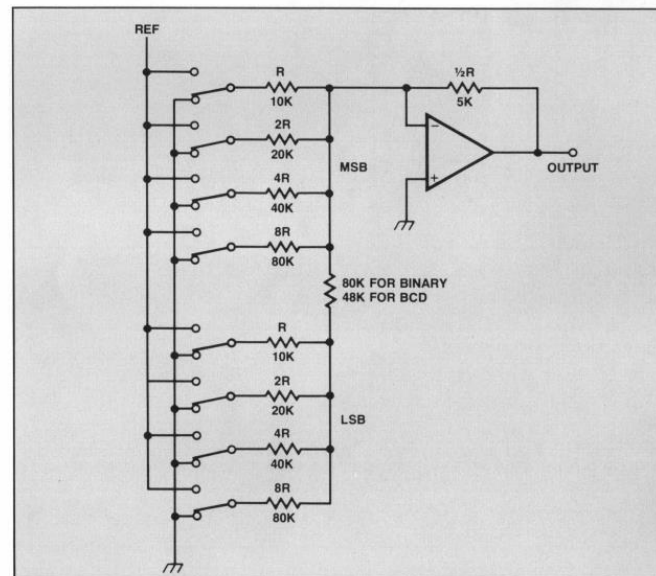 REF
R
10K
½R
5K
2R
20K
MSB
OUTPUT
4R
40K
8R
80K
80K FOR BINARY
48K FOR BCD
R
10K
2R
20K
LSB
4R
40K
8R
80K